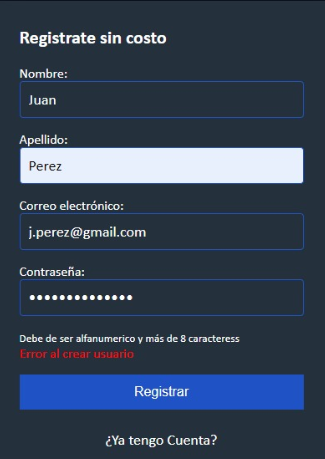 Registrate sin costo
Nombre:
Juan
Apellido:
Perez
Correo electrónico:
j.perez@gmail.com
Contraseña:
••••••••••••••
Debe de ser alfanumerico y más de 8 caracteress
Error al crear usuario
Registrar
¿Ya tengo Cuenta?